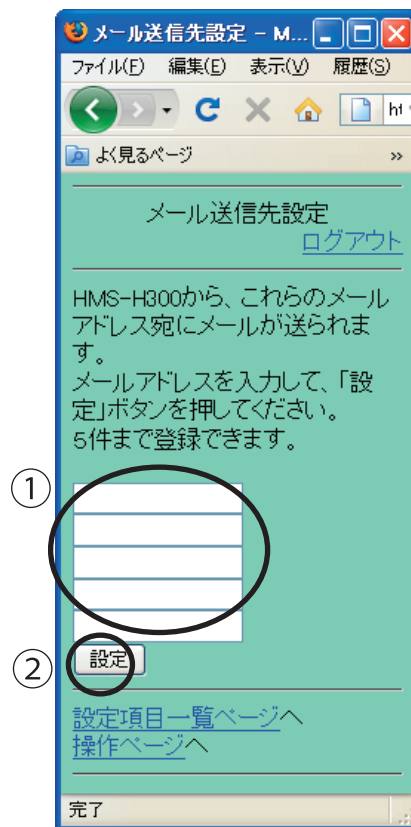 メール送信先設定 - M...
ファイル(F) 編集(E) 表示(V) 履歴(S)
よく見るページ »
メール送信先設定
ログアウト
HMS-H300から、これらのメール
アドレス宛にメールが送られま
す。
メールアドレスを入力して、「設
定」ボタンを押してください。
5件まで登録できます。
①
② 設定
設定項目一覧ページへ
操作ページへ
完了